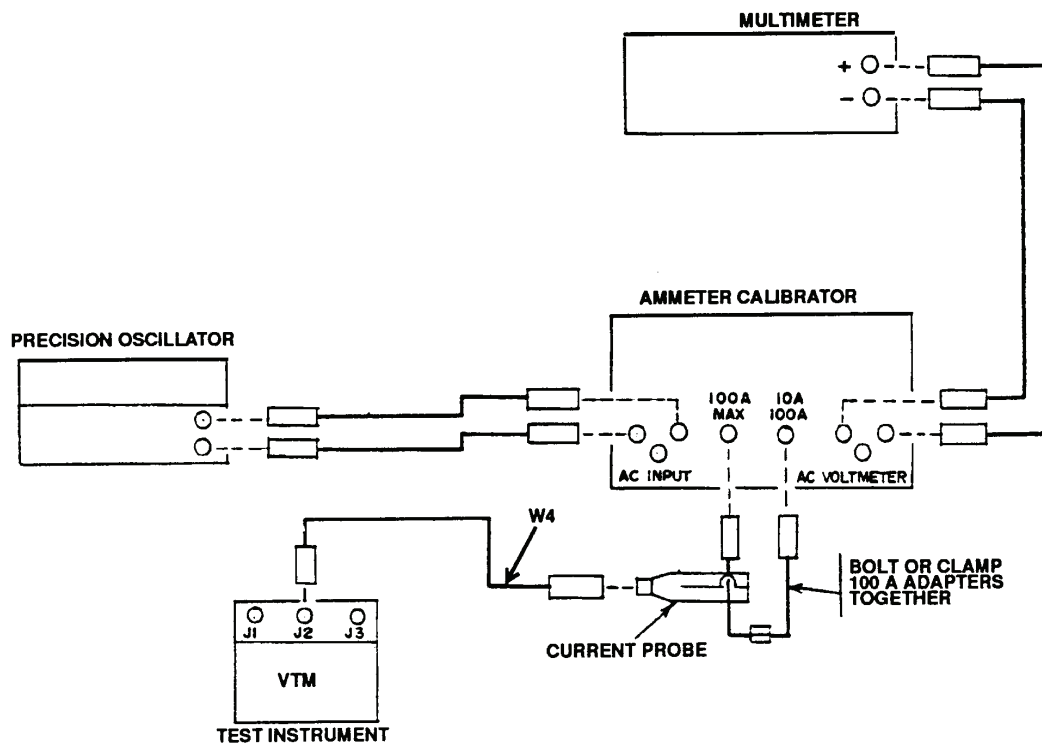 MULTIMETER
+
-
AMMETER CALIBRATOR
PRECISION OSCILLATOR
100A
MAX
10A
100A
AC INPUT
AC VOLTMETER
W4
BOLT OR CLAMP
100 A ADAPTERS
TOGETHER
J1
J2
J3
CURRENT PROBE
VTM
TEST INSTRUMENT